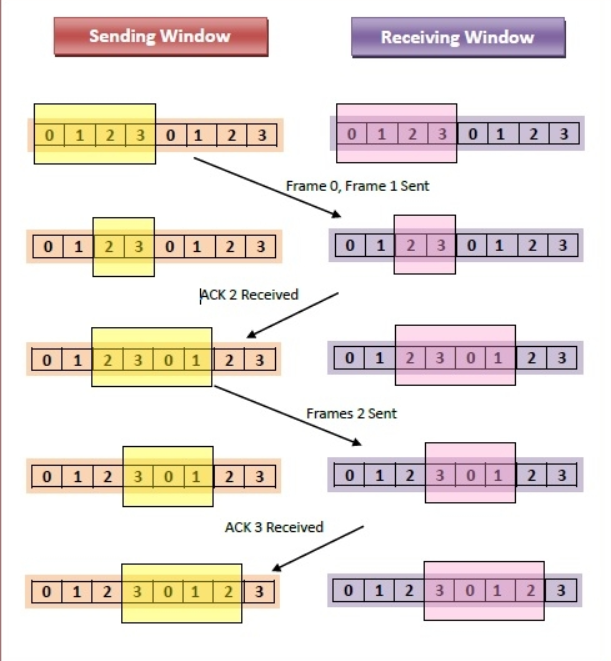 Sending Window
Receiving Window
0 1 2 3 0 1 2 3
0 1 2 3 0 1 2 3
Frame 0, Frame 1 Sent
0 1 2 3 0 1 2 3
0 1 2 3 0 1 2 3
ACK 2 Received
0 1 2 3 0 1 2 3
0 1 2 3 0 1 2 3
Frames 2 Sent
0 1 2 3 0 1 2 3
0 1 2 3 0 1 2 3
ACK 3 Received
0 1 2 3 0 1 2 3
0 1 2 3 0 1 2 3